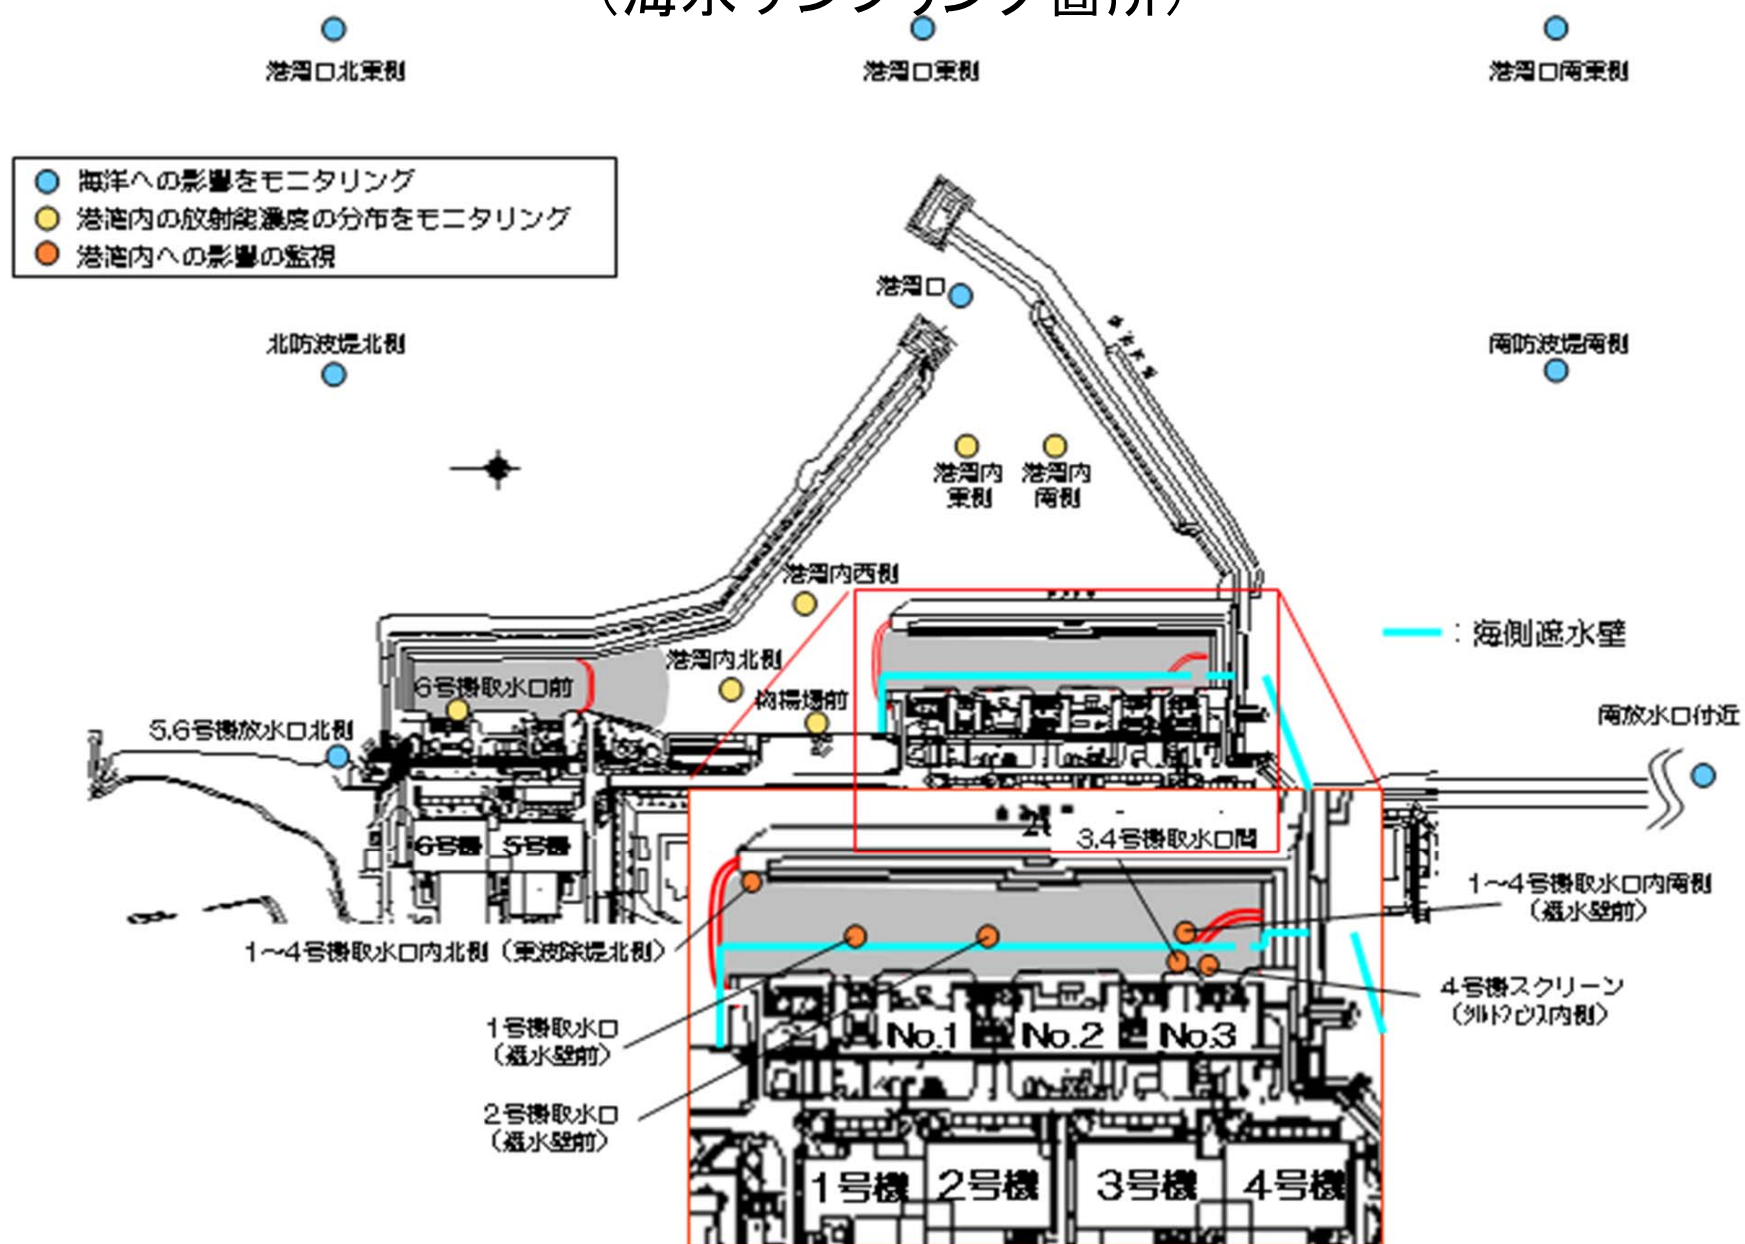 （海水サンプリング箇所）
港湾口北東側
港湾口東側
港湾口南東側
海洋への影響をモニタリング
港湾内の放射能濃度の分布をモニタリング
港湾内への影響の監視
港湾口
北防波堤北側
南防波堤南側
港湾内
東側
港湾内
南側
港湾内西側
：海側遮水壁
港湾内北側
6号機取水口前
物揚場前
5,6号機放水口北側
南放水口付近
6号機
5号機
3,4号機取水口間
1～4号機取水口内南側
（遮水壁前）
1～4号機取水口内北側（東波除堤北側）
4号機スクリーン
（シルトフェンス内側）
1号機取水口
（遮水壁前）
No.1
No.2
No.3
2号機取水口
（遮水壁前）
1号機
2号機
3号機
4号機